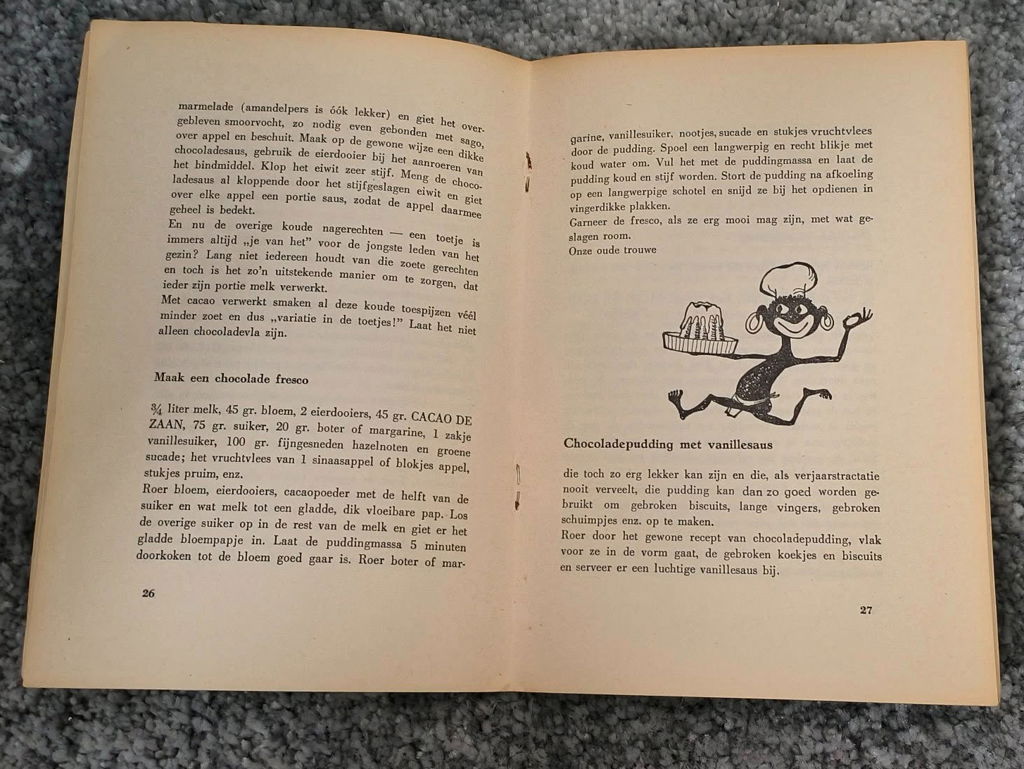 marmelade (amandelpers is óók lekker) en giet het over-
gebleven smoorvocht, zo nodig even gebonden met sago,
over appel en beschuit. Maak op de gewone wijze een dikke
chocoladesaus, gebruik de eierdooier bij het aanroeren van
het bindmiddel. Klop het eiwit zeer stijf. Meng de choco-
ladesaus al kloppende door het stijfgeslagen eiwit en giet
over elke appel een portie saus, zodat de appel daarmee
geheel is bedekt.
En nu de overige koude nagerechten — een toetje is
immers altijd „je van het” voor de jongste leden van het
gezin? Lang niet iedereen houdt van die zoete gerechten
en toch is het zo'n uitstekende manier om te zorgen, dat
ieder zijn portie melk verwerkt.
Met cacao verwerkt smaken al deze koude toespijzen véél
minder zoet en dus „variatie in de toetjes!” Laat het niet
alleen chocoladevla zijn.
Maak een chocolade fresco
¾ liter melk, 45 gr. bloem, 2 eierdooiers, 45 gr. CACAO DE
ZAAN, 75 gr. suiker, 20 gr. boter of margarine, 1 zakje
vanillesuiker, 100 gr. fijngesneden hazelnoten en groene
sucade; het vruchtvlees van 1 sinaasappel of blokjes appel,
stukjes pruim, enz.
Roer bloem, eierdooiers, cacaopoeder met de helft van de
suiker en wat melk tot een gladde, dik vloeibare pap. Los
de overige suiker op in de rest van de melk en giet er het
gladde bloempapje in. Laat de puddingmassa 5 minuten
doorkoken tot de bloem goed gaar is. Roer boter of mar-
26
garine, vanillesuiker, nootjes, sucade en stukjes vruchtvlees
door de pudding. Spoel een langwerpig en recht blikje met
koud water om. Vul het met de puddingmassa en laat de
pudding koud en stijf worden. Stort de pudding na afkoeling
op een langwerpige schotel en snijd ze bij het opdienen in
vingerdikke plakken.
Garneer de fresco, als ze erg mooi mag zijn, met wat ge-
slagen room.
Onze oude trouwe
Chocoladepudding met vanillesaus
die toch zo erg lekker kan zijn en die, als verjaarstractatie
nooit verveelt, die pudding kan dan zo goed worden ge-
bruikt om gebroken biscuits, lange vingers, gebroken
schuimpjes enz. op te maken.
Roer door het gewone recept van chocoladepudding, vlak
voor ze in de vorm gaat, de gebroken koekjes en biscuits
en serveer er een luchtige vanillesaus bij.
27